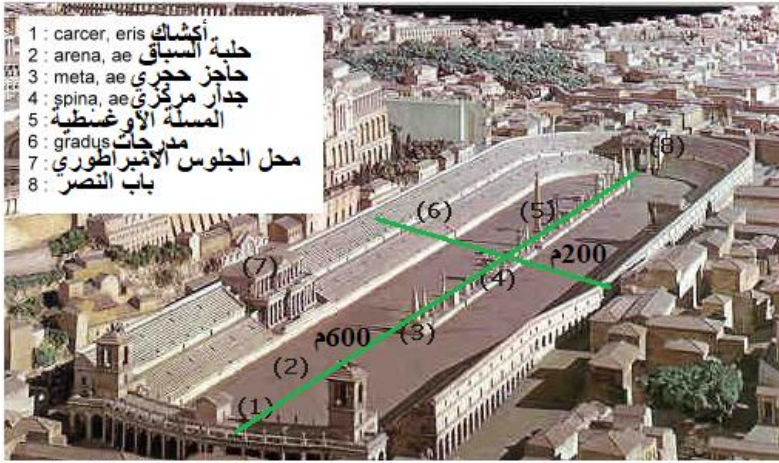 1 : carcer, eris أكشاك
2 : arena, ae حلبة السباق
3 : meta, ae حاجز حجري
4 : spina, ae جدار مركزي
5 : المسلة الأوغسطية
6 : gradus مدرجات
7 : محل الجلوس الامبراطوري
8 : باب النصر
(8)
(6)
(5)
200م
(7)
(4)
600م
(3)
(2)
(1)